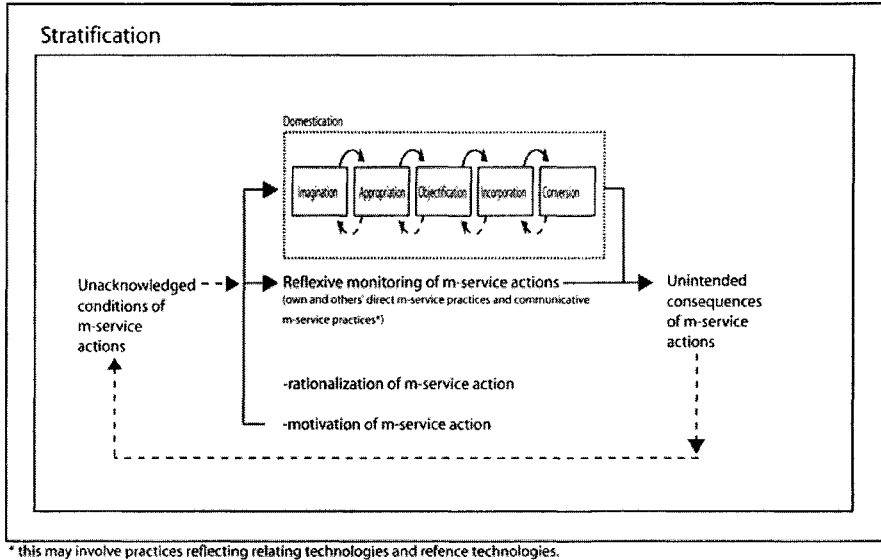 Stratification
Domestication
Imagination Appropriation Objectification Incorporation Conversion
Unacknowledged
conditions of
m-service
actions
Reflexive monitoring of m-service actions
(own and others' direct m-service practices and communicative
m-service practices*)
-rationalization of m-service action
-motivation of m-service action
Unintended
consequences
of m-service
actions
* this may involve practices reflecting relating technologies and refence technologies.